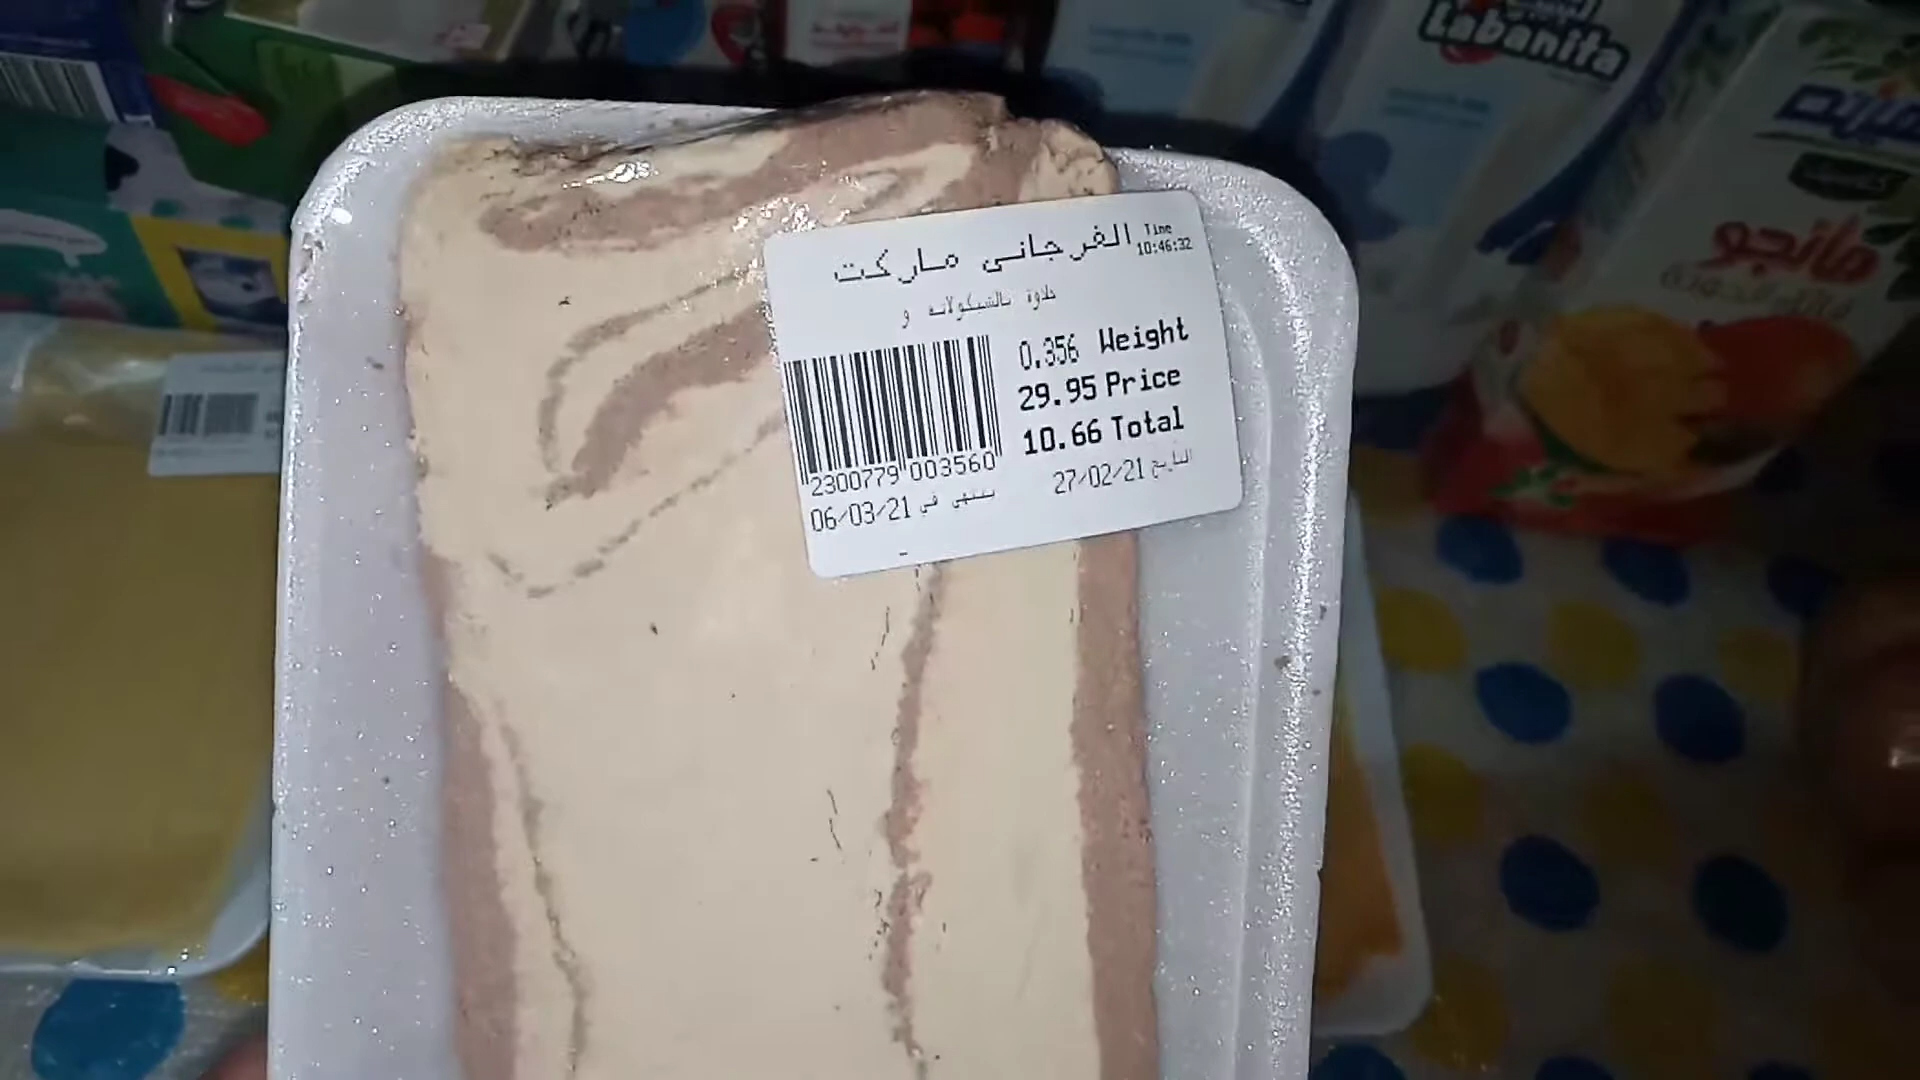 Labanita
مانجو
الفرجانى ماركت
Time
10:46:32
حلاوة بالشيكولاته و
0.356 Weight
29.95 Price
10.66 Total
2300779 003560
27/02/21 التاريخ
06/03/21 ينتهى في